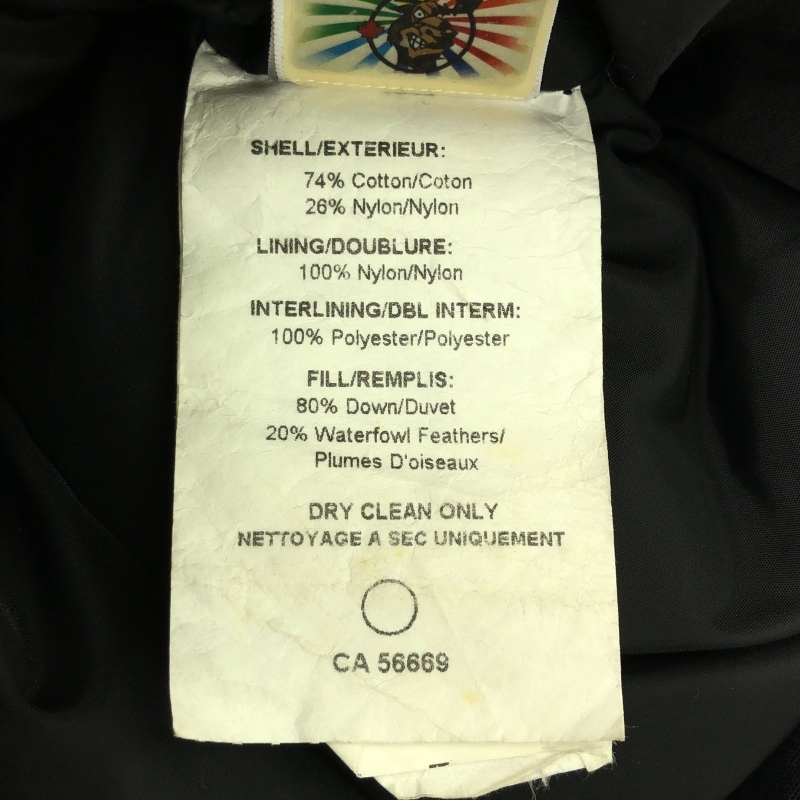 SHELL/EXTERIEUR:
74% Cotton/Coton
26% Nylon/Nylon
LINING/DOUBLURE:
100% Nylon/Nylon
INTERLINING/DBL INTERM:
100% Polyester/Polyester
FILL/REMPLIS:
80% Down/Duvet
20% Waterfowl Feathers/
Plumes D'oiseaux
DRY CLEAN ONLY
NETTOYAGE A SEC UNIQUEMENT
CA 56669